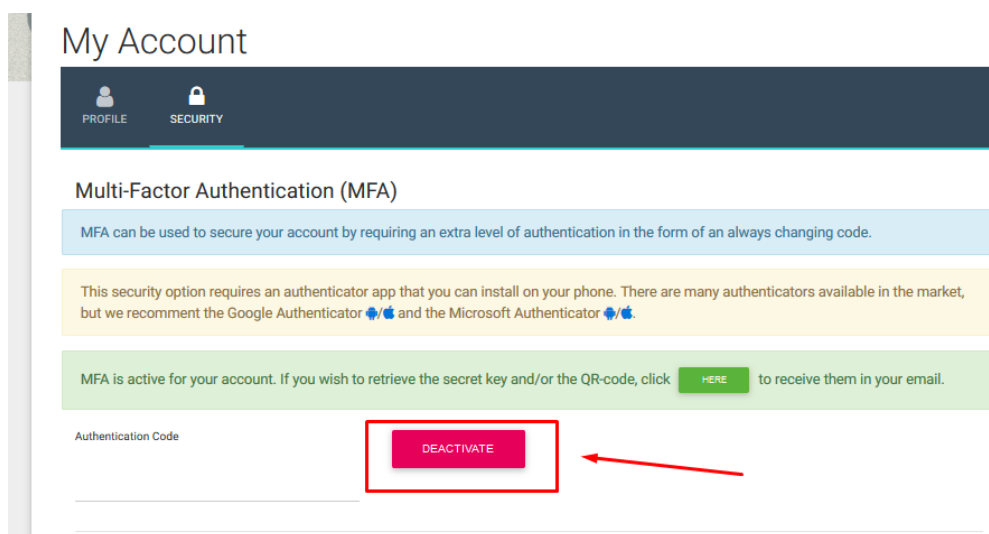 My Account
PROFILE SECURITY
Multi-Factor Authentication (MFA)
MFA can be used to secure your account by requiring an extra level of authentication in the form of an always changing code.
This security option requires an authenticator app that you can install on your phone. There are many authenticators available in the market,
but we recomment the Google Authenticator / and the Microsoft Authenticator /.
MFA is active for your account. If you wish to retrieve the secret key and/or the QR-code, click HERE to receive them in your email.
Authentication Code
DEACTIVATE